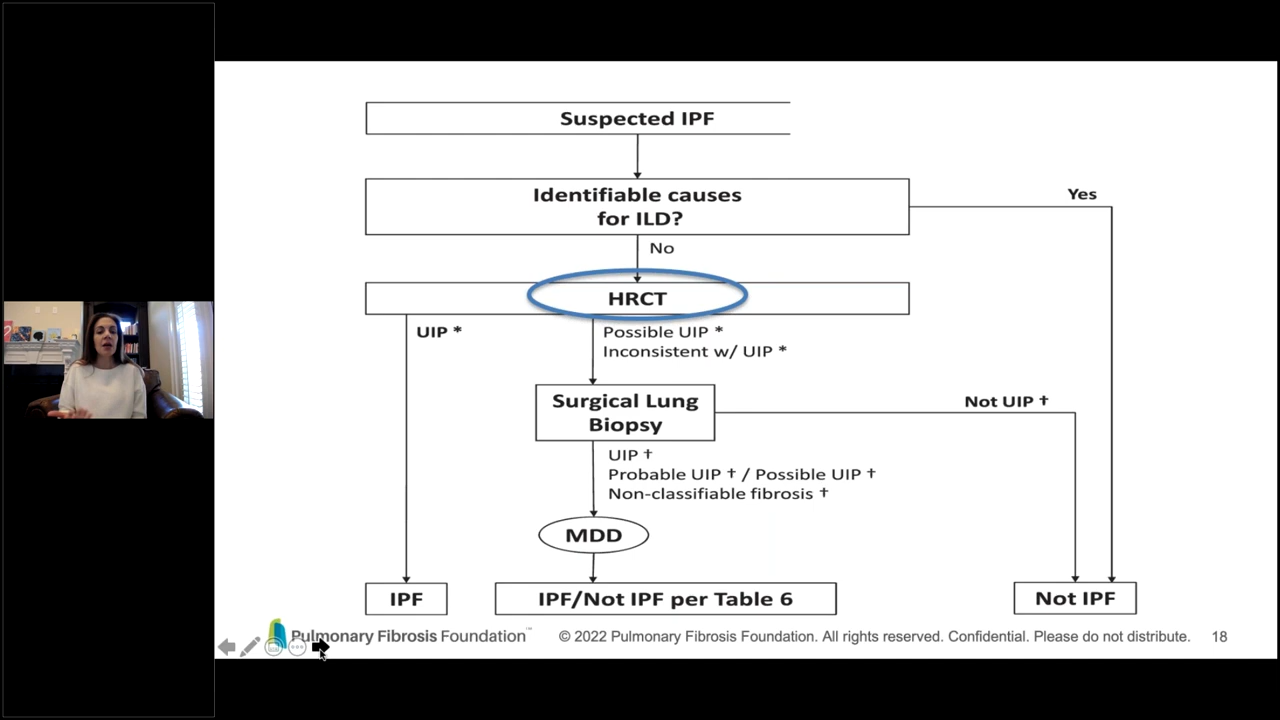 Suspected IPF
Identifiable causes
for ILD?
Yes
No
HRCT
UIP *
Possible UIP *
Inconsistent w/ UIP *
Surgical Lung
Biopsy
Not UIP †
UIP †
Probable UIP † / Possible UIP †
Non-classifiable fibrosis †
MDD
IPF
IPF/Not IPF per Table 6
Not IPF
Pulmonary Fibrosis Foundation™
© 2022 Pulmonary Fibrosis Foundation. All rights reserved. Confidential. Please do not distribute.
18